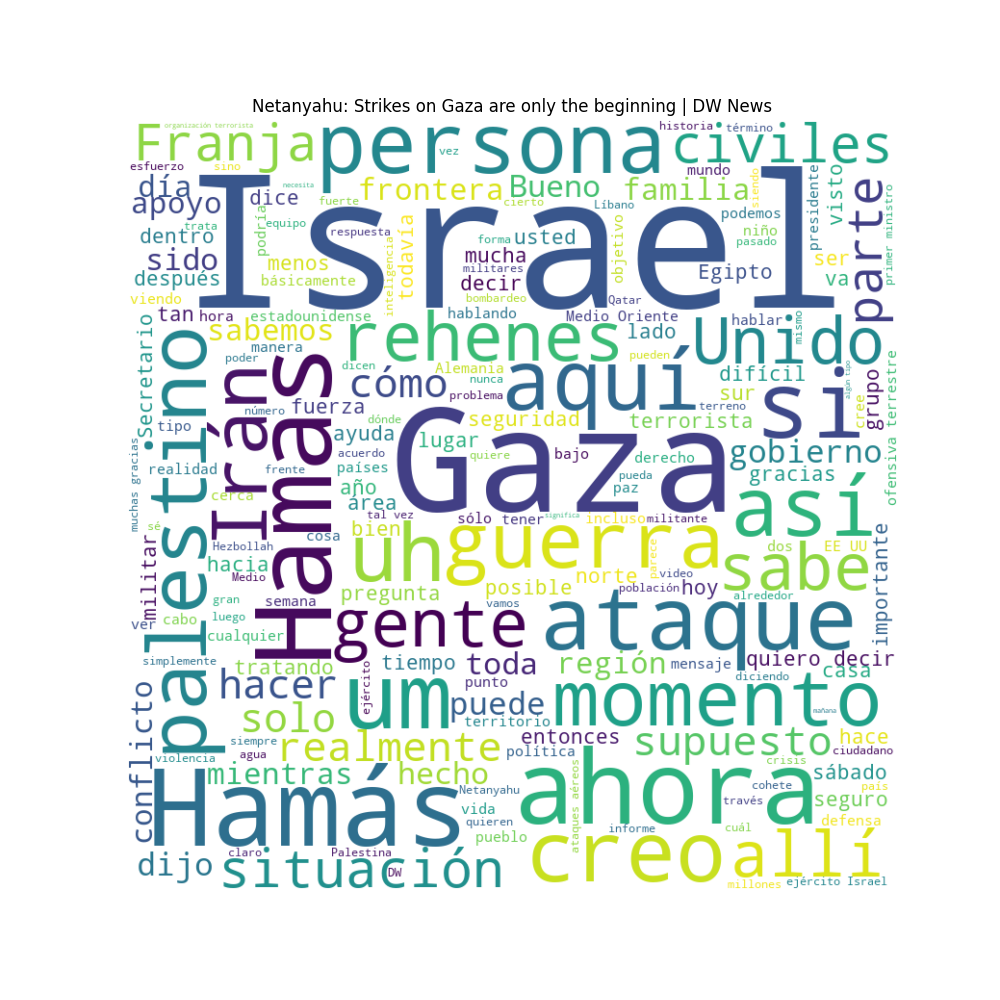 Netanyahu: Strikes on Gaza are only the beginning | DW News
organización terrorista
Franja
persona
historia
término
civiles
esfuerzo
sino
vez
mundo
día
necesita
frontera
Bueno
familia
siendo
presidente
visto
parte
primer ministro
apoyo
dice
fuerte
cierto
Líbano
podemos
Israel
trata
equipo
podría
respuesta
niño
dentro
todavía
forma
usted
objetivo
pasado
sido
mucha
ser
menos
inteligencia
militares
decir
Egipto
después
básicamente
va
viendo
bombardeo
Qatar
tan
hora
estadounidense
hablando
Medio Oriente
hablar
mismo
sabemos
rehenes
lado
Unido
Secretario
palestino
manera
poder
dicen
Alemania
pueden
difícil
algún tipo
Irán
Hamas
cómo
nunca
problema
aquí
sur
si
cree
grupo
ofensiva terrestre
número
fuerza
dónde
seguridad
terreno
terrorista
tipo
ayuda
lugar
Gaza
gobierno
muchas gracias
acuerdo
quiere
bajo
derecho
realidad
frente
países
pueda
gracias
cerca
año
paz
área
así
tal vez
sólo
tener
significa
incluso
militante
sé
bien
cosa
Hezbollah
uh
guerra
parece
dos
EE UU
importante
militar
hacia
Medio
video
sabe
norte
posible
población
hoy
semana
pregunta
gran
vamos
alrededor
ver
cabo
luego
gente
ataque
cualquier
simplemente
tratando
tiempo
toda
región
mensaje
quiero decir
casa
ejército
diciendo
hacer
um
punto
puede
momento
mañana
conflicto
solo
territorio
siempre
realmente
entonces
supuesto
hace
violencia
agua
política
ciudadano
mientras
hecho
crisis
sábado
país
Hamás
Netanyahu
ahora
cohete
través
vida
seguro
quieren
defensa
pueblo
ataques aéreos
informe
cuál
creo
allí
claro
Palestina
dijo
situación
DW
millones
ejército Israel